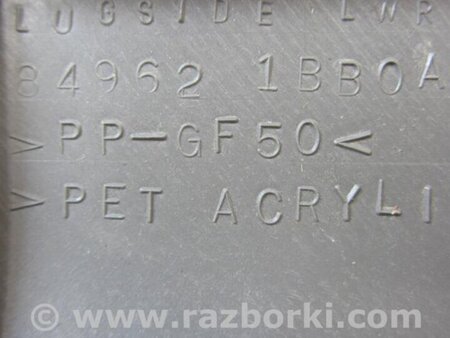 LUGSIDE LWR
84962 1BB0A
>PP-GF50<
>PET ACRYLI
© www.razborki.com